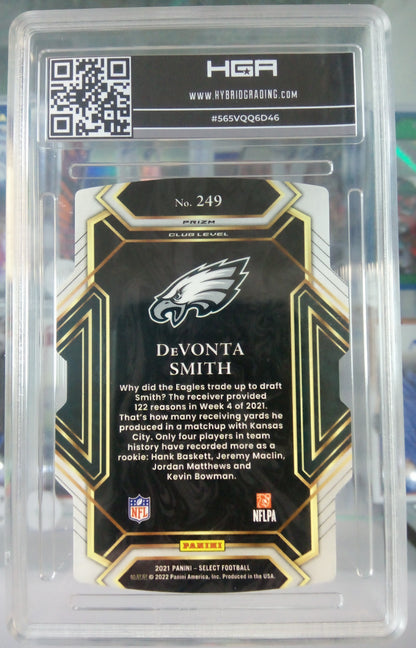 HGA
WWW.HYBRIDGRADING.COM
#565VQQ6D46
No. 249
PRIZM
CLUB LEVEL
DEVONTA
SMITH
Why did the Eagles trade up to draft
Smith? The receiver provided
122 reasons in Week 4 of 2021.
That's how many receiving yards he
produced in a matchup with Kansas
City. Only four players in team
history have recorded more as a
rookie: Hank Baskett, Jeremy Maclin,
Jordan Matthews and
Kevin Bowman.
NFL
NFLPA
PANINI
2021 PANINI – SELECT FOOTBALL
© 2022 Panini America, Inc. Produced in the USA.